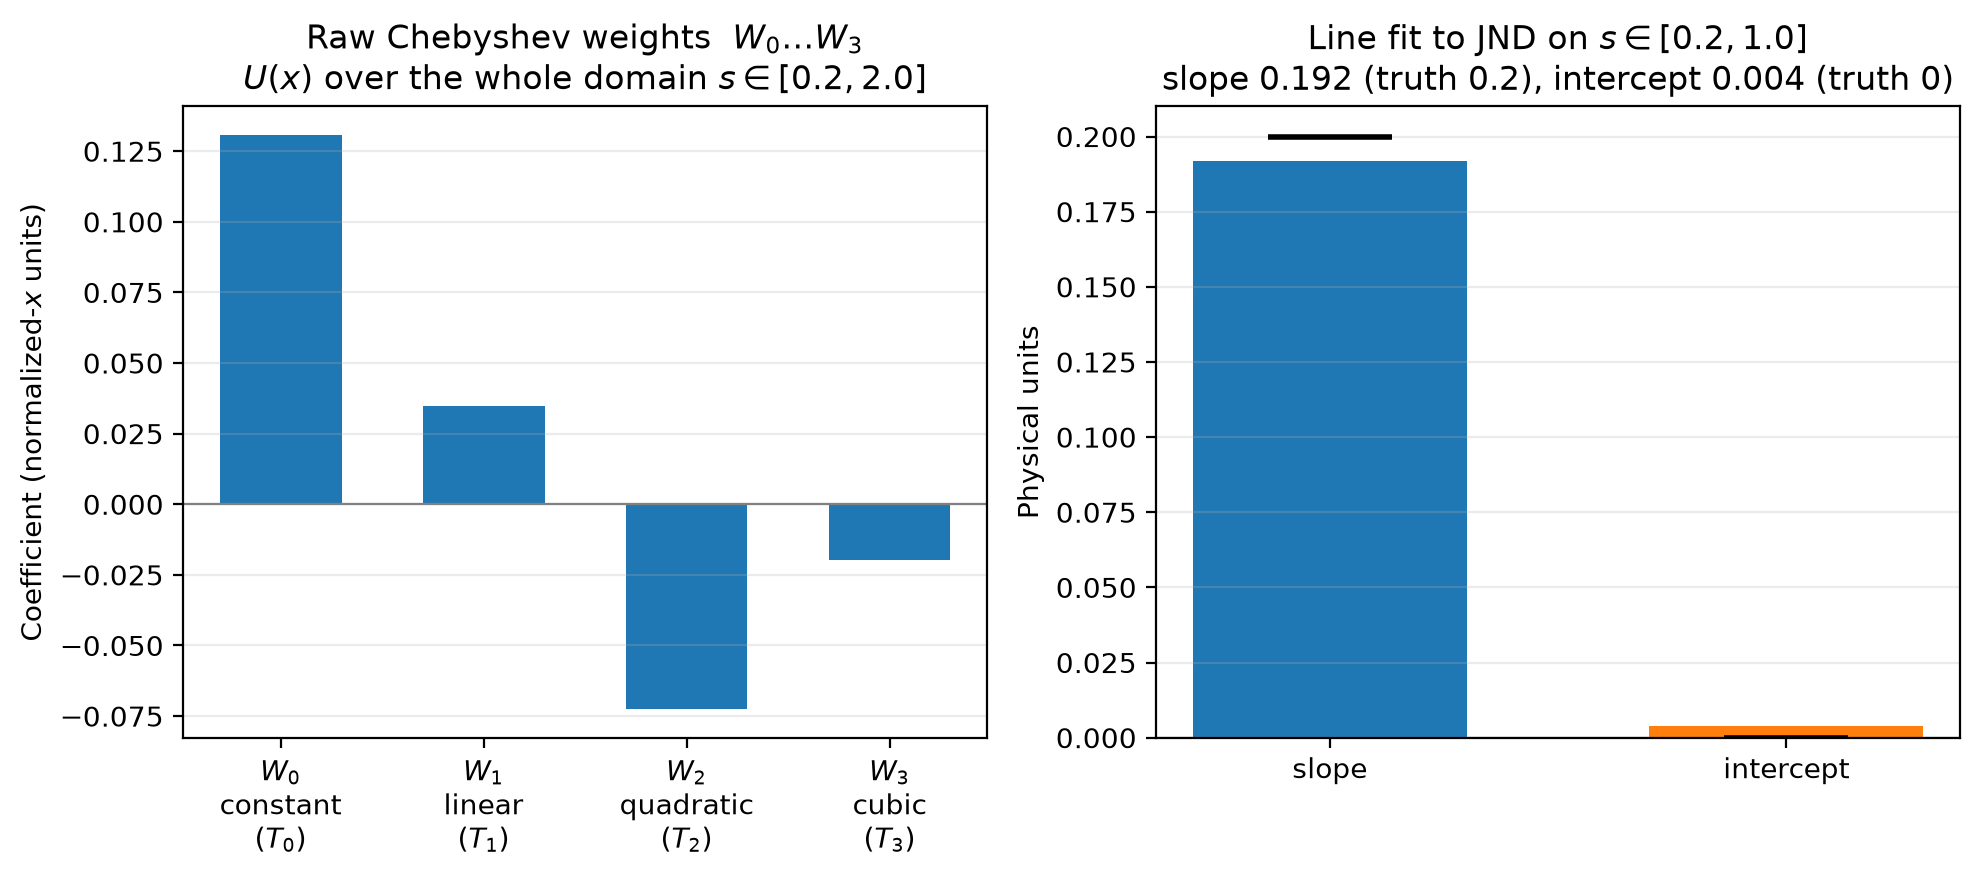 Raw Chebyshev weights W₀...W₃
U(x) over the whole domain s ∈ [0.2, 2.0]
Coefficient (normalized-x units)
0.125
0.100
0.075
0.050
0.025
0.000
−0.025
−0.050
−0.075
W₀
constant
(T₀)
W₁
linear
(T₁)
W₂
quadratic
(T₂)
W₃
cubic
(T₃)
Line fit to JND on s ∈ [0.2, 1.0]
slope 0.192 (truth 0.2), intercept 0.004 (truth 0)
Physical units
0.200
0.175
0.150
0.125
0.100
0.075
0.050
0.025
0.000
slope
intercept